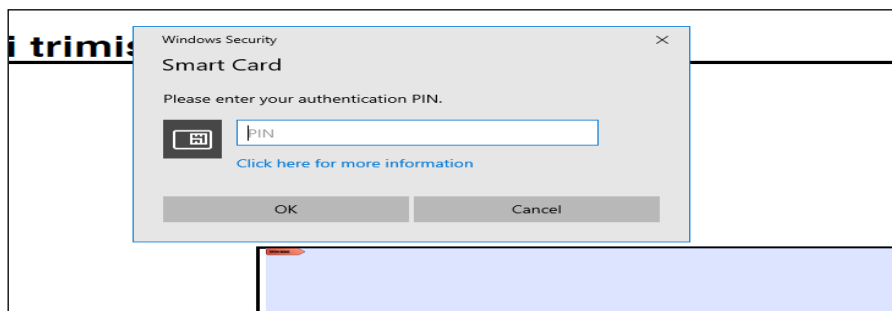 i trimis
Windows Security
Smart Card
Please enter your authentication PIN.
PIN
Click here for more information
OK
Cancel